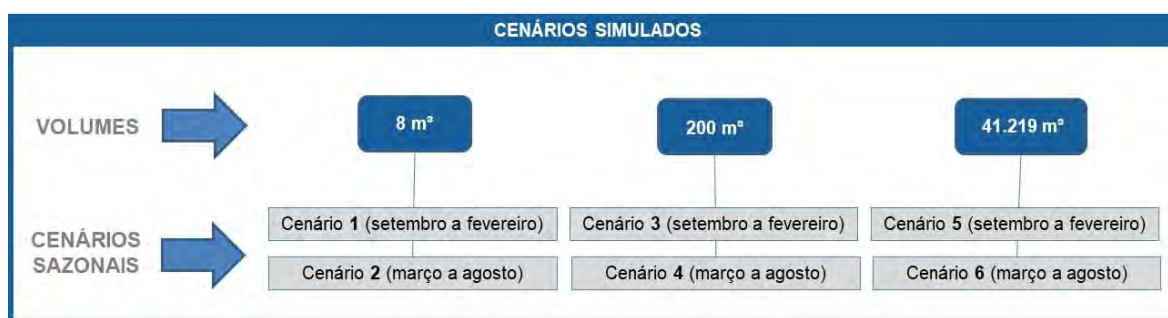 CENÁRIOS SIMULADOS
VOLUMES
8 m³
200 m³
41.219 m³
CENÁRIOS
SAZONAIS
Cenário 1 (setembro a fevereiro)
Cenário 3 (setembro a fevereiro)
Cenário 5 (setembro a fevereiro)
Cenário 2 (março a agosto)
Cenário 4 (março a agosto)
Cenário 6 (março a agosto)